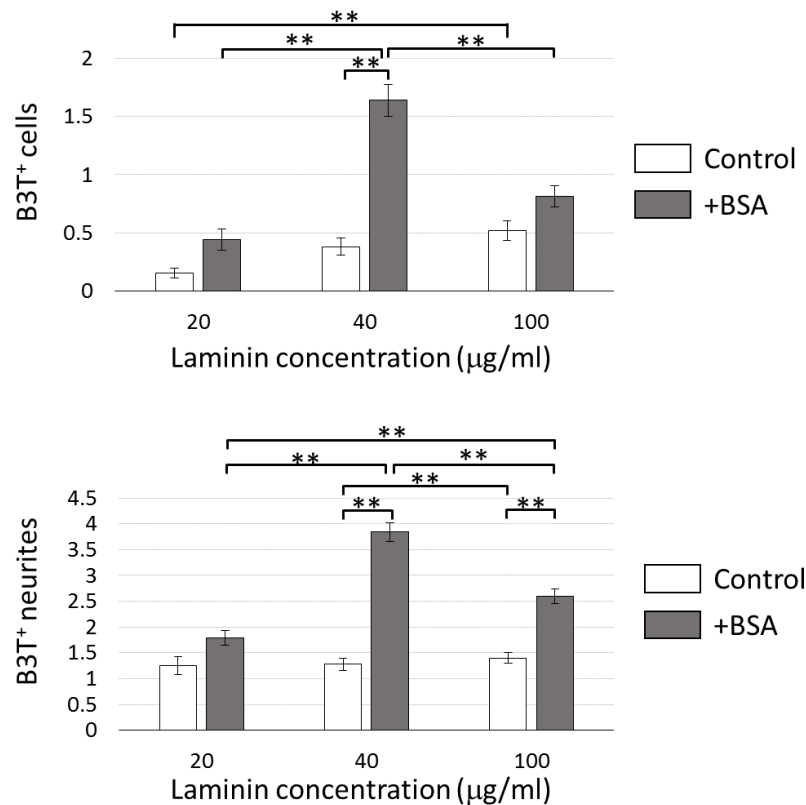 **
** **
**
2
1.5
1
0.5
0
B3T⁺ cells
20 40 100
Laminin concentration (μg/ml)
Control
+BSA
**
** **
**
** **
4.5
4
3.5
3
2.5
2
1.5
1
0.5
0
B3T⁺ neurites
20 40 100
Laminin concentration (μg/ml)
Control
+BSA